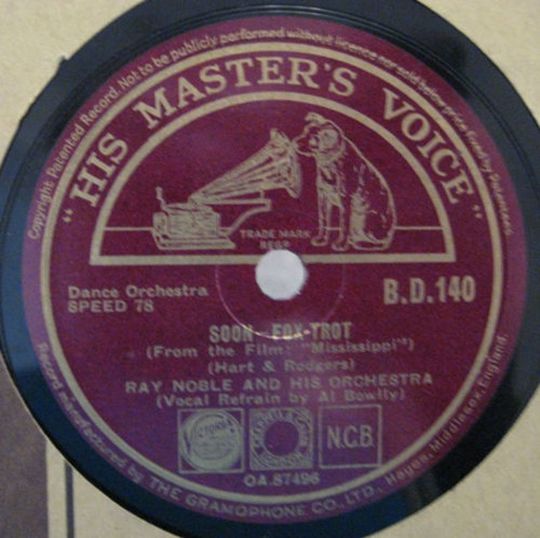 Copyright Patented Record. Not to be publicly performed without licence nor sold below price fixed by Patentees
"HIS MASTER'S VOICE"
TRADE MARK
REGD
Dance Orchestra
SPEED 78
B.D.140
SOON - FOX-TROT
(From the Film: "Mississippi")
(Hart & Rodgers)
RAY NOBLE AND HIS ORCHESTRA
(Vocal Refrain by Al Bowlly)
N.C.B.
OA.87496
Record manufactured by THE GRAMOPHONE CO., LTD., Hayes, Middlesex, England.